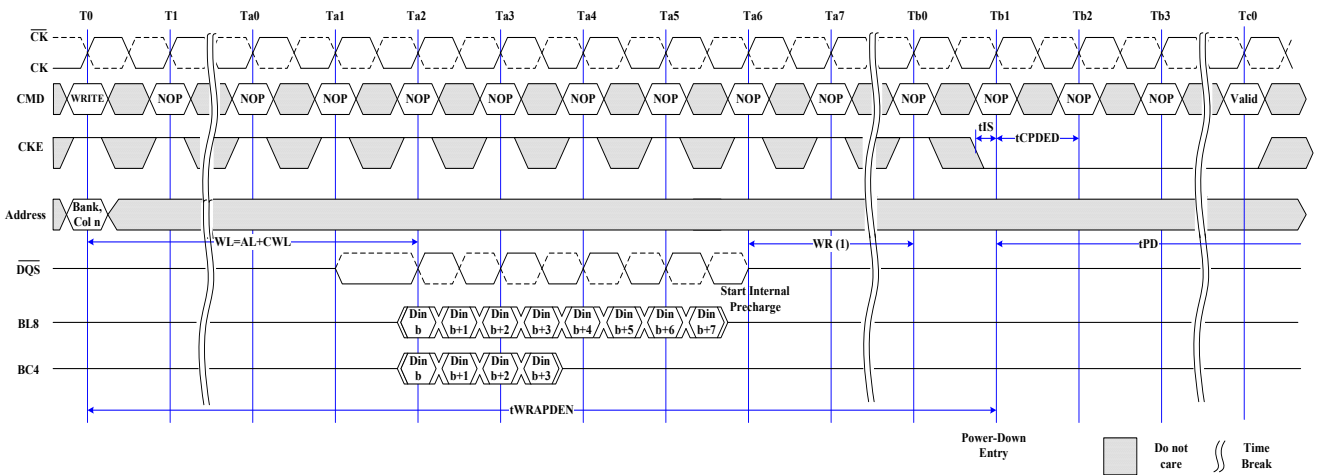 T0 T1 Ta0 Ta1 Ta2 Ta3 Ta4 Ta5 Ta6 Ta7 Tb0 Tb1 Tb2 Tb3 Tc0
CK
CK
CMD WRITE NOP NOP NOP NOP NOP NOP NOP NOP NOP NOP NOP NOP NOP Valid
tIS
tCPDED
CKE
Address Bank, Col n
WL=AL+CWL WR (1) tPD
DQS
Start Internal
Precharge
BL8 Din b Din b+1 Din b+2 Din b+3 Din b+4 Din b+5 Din b+6 Din b+7
BC4 Din b Din b+1 Din b+2 Din b+3
tWRAPDEN
Power-Down
Entry
Do not
care
Time
Break